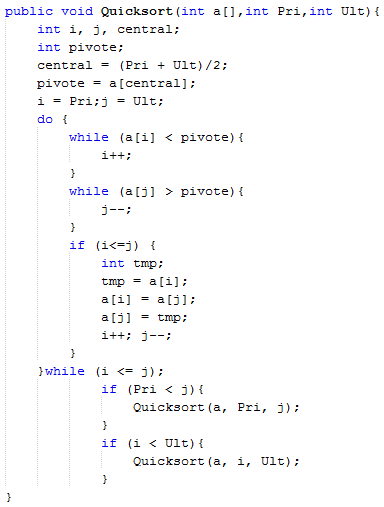 public void Quicksort(int a[],int Pri,int Ult){
    int i, j, central;
    int pivote;
    central = (Pri + Ult)/2;
    pivote = a[central];
    i = Pri;j = Ult;
    do {
        while (a[i] < pivote){
            i++;
        }
        while (a[j] > pivote){
            j--;
        }
        if (i<=j) {
            int tmp;
            tmp = a[i];
            a[i] = a[j];
            a[j] = tmp;
            i++; j--;
        }
    }while (i <= j);
            if (Pri < j){
                Quicksort(a, Pri, j);
            }
            if (i < Ult){
                Quicksort(a, i, Ult);
            }
}